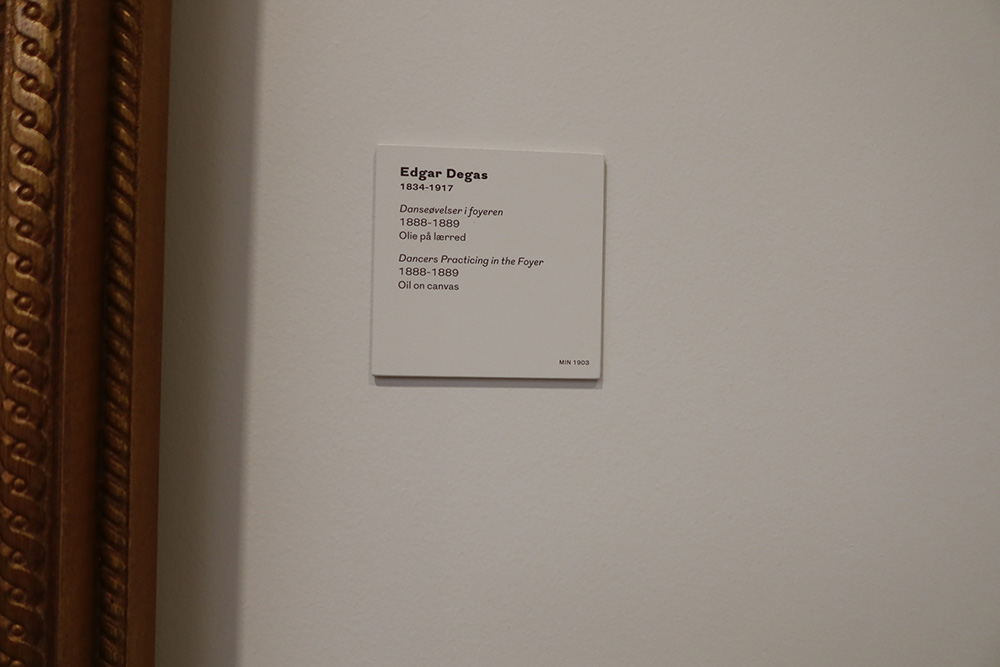 Edgar Degas
1834-1917
Danseøvelser i foyeren
1888-1889
Olie på lærred
Dancers Practicing in the Foyer
1888-1889
Oil on canvas
MIN 1903